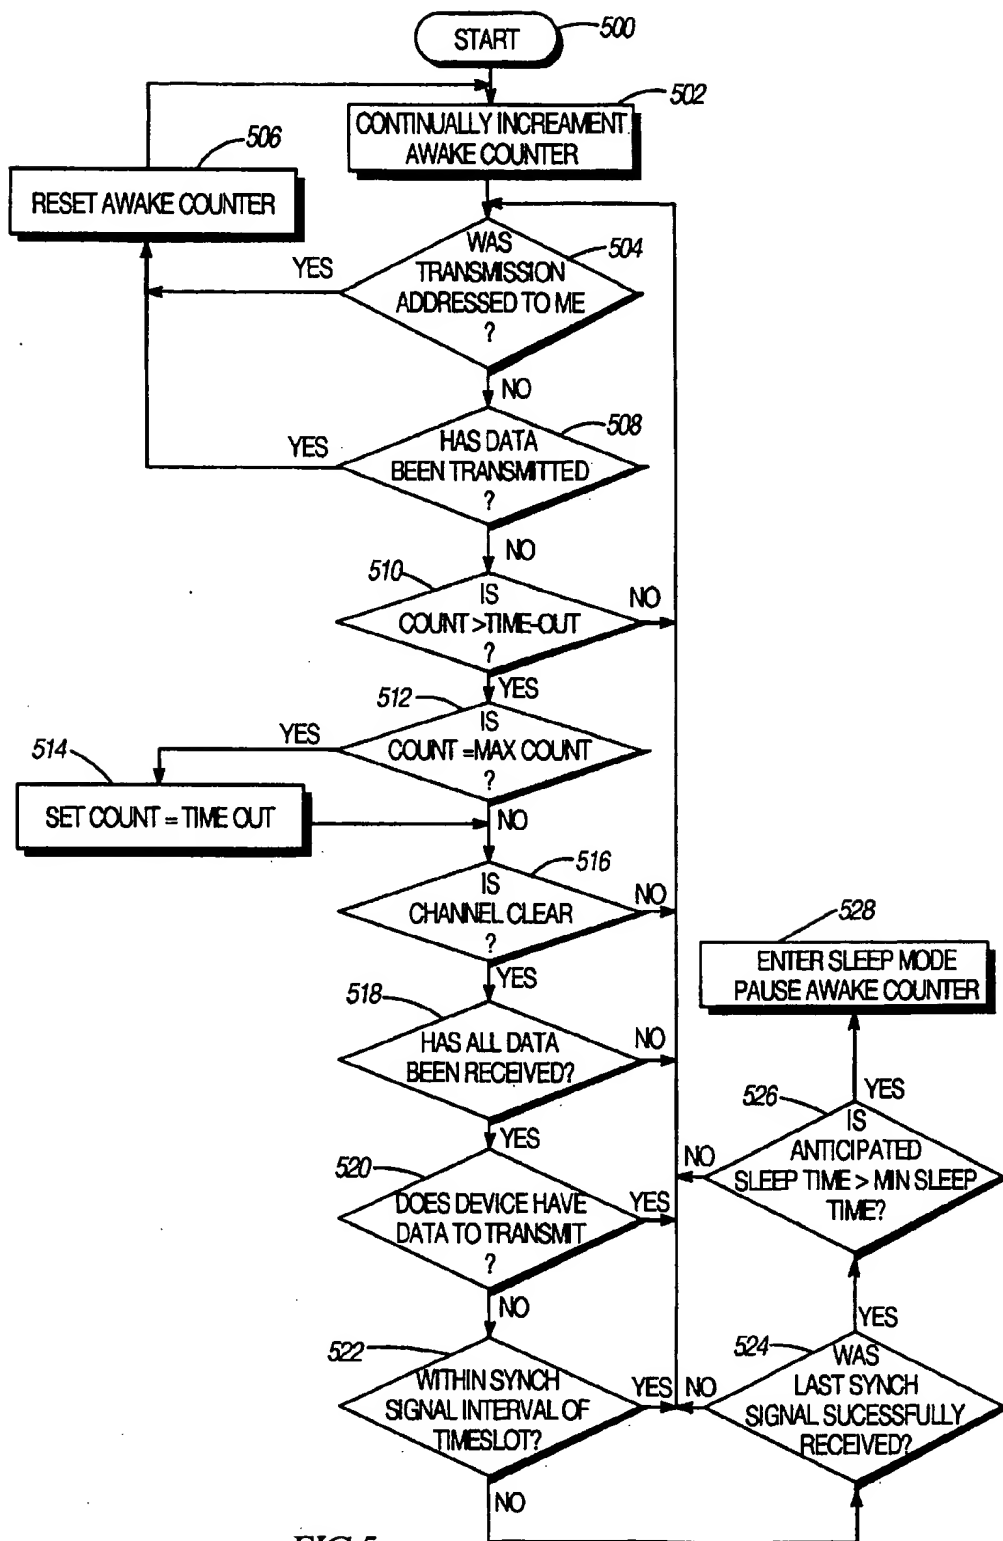 START
500
502
CONTINUALLY INCREAMENT
AWAKE COUNTER
506
RESET AWAKE COUNTER
504
WAS
TRANSMISSION
ADDRESSED TO ME
?
YES
NO
508
HAS DATA
BEEN TRANSMITTED
?
YES
NO
510
IS
COUNT >TIME-OUT
?
NO
YES
512
IS
COUNT =MAX COUNT
?
YES
514
SET COUNT = TIME OUT
NO
516
IS
CHANNEL CLEAR
?
NO
YES
518
HAS ALL DATA
BEEN RECEIVED?
NO
YES
520
DOES DEVICE HAVE
DATA TO TRANSMIT
?
YES
NO
522
WITHIN SYNCH
SIGNAL INTERVAL OF
TIMESLOT?
YES
NO
524
WAS
LAST SYNCH
SIGNAL SUCESSFULLY
RECEIVED?
NO
YES
526
IS
ANTICIPATED
SLEEP TIME > MIN SLEEP
TIME?
NO
YES
528
ENTER SLEEP MODE
PAUSE AWAKE COUNTER
FIG 5